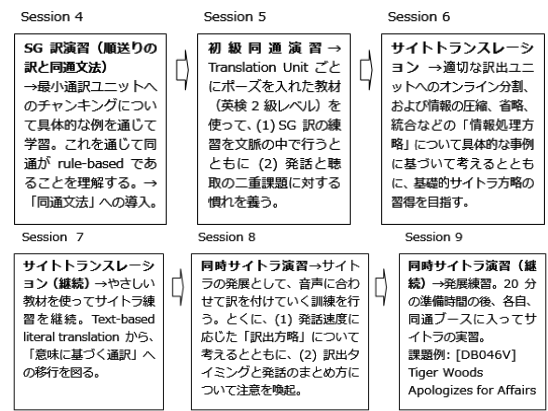 Session 4
SG 訳演習（順送りの
訳と同通文法）
→最小通訳ユニットへ
のチャンキングについ
て具体的な例を通じて
学習。これを通じて同
通が rule-based であ
ることを理解する。→
「同通文法」への導入。
Session 5
初級同通演習→
Translation Unit ごと
にポーズを入れた教材
（英検 2 級レベル）を
使って、(1) SG 訳の練
習を文脈の中で行うと
ともに (2) 発話と聴
取の二重課題に対する
慣れを養う。
Session 6
サイトトランスレーシ
ョン →適切な訳出ユニ
ットへのオンライン分割、
および情報の圧縮、省略、
統合などの「情報処理方
略」について具体的な事例
に基づいて考えるととも
に、基礎的サイトラ方略の
習得を目指す。
Session 7
サイトトランスレーシ
ョン（継続）→やさしい
教材を使ってサイトラ練
習を継続。Text-based
literal translation から、
「意味に基づく通訳」へ
の移行を図る。
Session 8
同時サイトラ演習→サイト
ラの発展として、音声に合わ
せて訳を付けていく訓練を行
う。とくに、(1) 発話速度に
応じた「訳出方略」について
考えるとともに、(2) 訳出タ
イミングと発話のまとめ方に
ついて注意を喚起。
Session 9
同時サイトラ演習（継
続）→発展練習。20 分
の準備時間の後、各自、
同通ブースに入ってサ
イトラの実習。
課題例: [DB046V]
Tiger Woods
Apologizes for Affairs